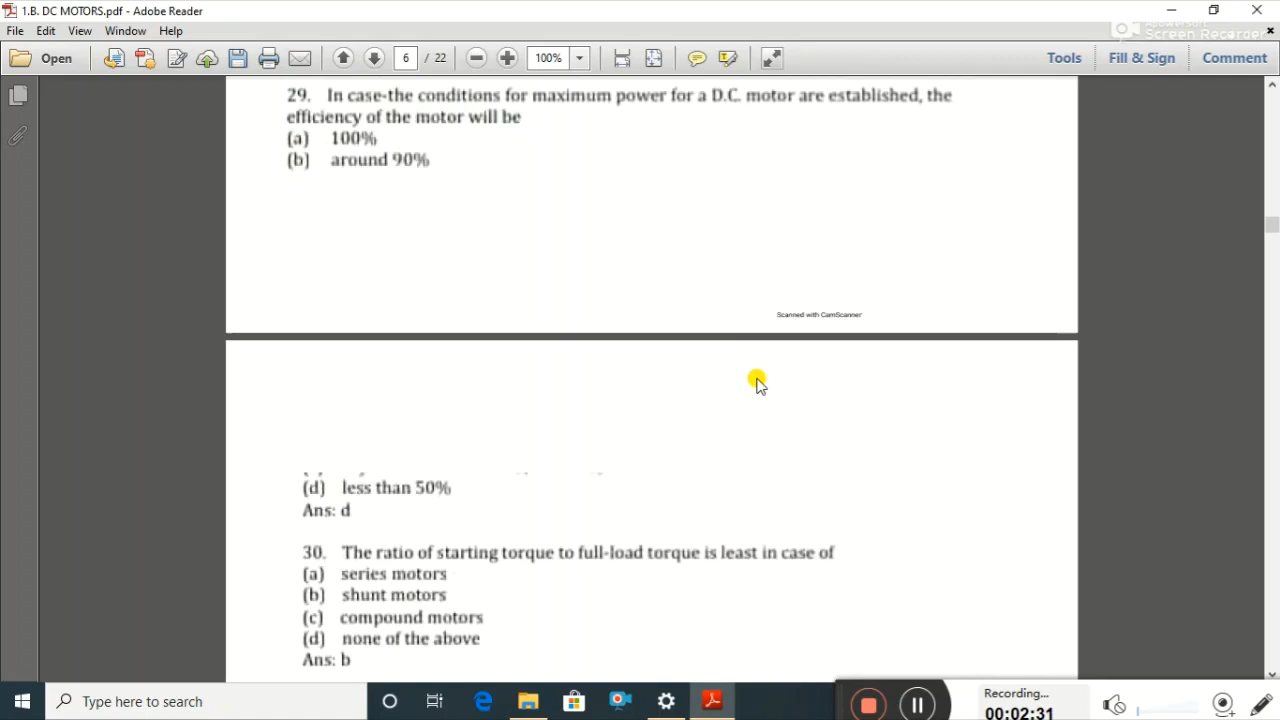 1.B. DC MOTORS.pdf - Adobe Reader
File Edit View Window Help
Screen Recorder
Open
6 / 22
100%
Tools Fill & Sign Comment
29. In case-the conditions for maximum power for a D.C. motor are established, the
efficiency of the motor will be
(a) 100%
(b) around 90%
Scanned with CamScanner
(d) less than 50%
Ans: d
30. The ratio of starting torque to full-load torque is least in case of
(a) series motors
(b) shunt motors
(c) compound motors
(d) none of the above
Ans: b
Type here to search
Recording...
00:02:31